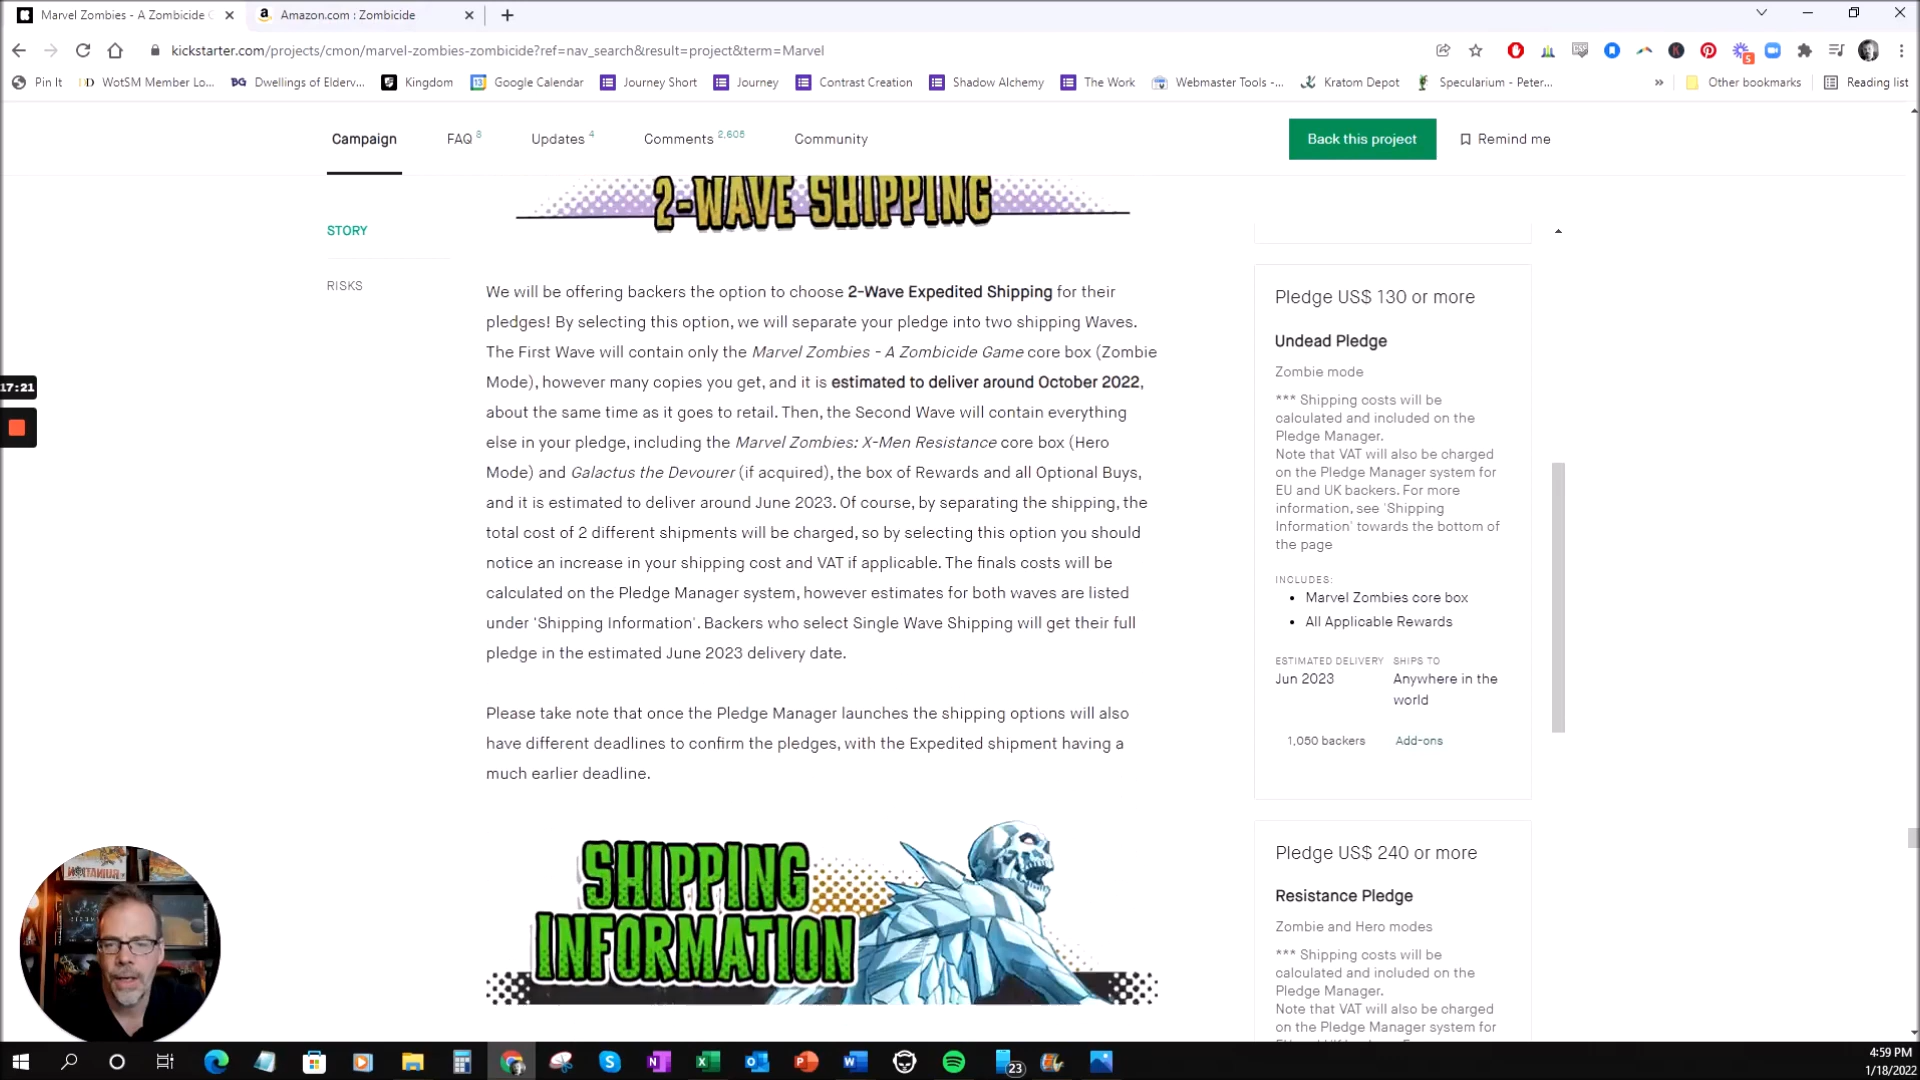 Marvel Zombies - A Zombicide G
Amazon.com : Zombicide
kickstarter.com/projects/cmon/marvel-zombies-zombicide?ref=nav_search&result=project&term=Marvel
Pin It
WotSM Member Lo...
Dwellings of Elderv...
Kingdom
Google Calendar
Journey Short
Journey
Contrast Creation
Shadow Alchemy
The Work
Webmaster Tools -...
Kratom Depot
Specularium - Peter...
»
Other bookmarks
Reading list
Campaign
FAQ 8
Updates 4
Comments 2,605
Community
Back this project
Remind me
2-WAVE SHIPPING
STORY
RISKS
We will be offering backers the option to choose 2-Wave Expedited Shipping for their
pledges! By selecting this option, we will separate your pledge into two shipping Waves.
The First Wave will contain only the Marvel Zombies - A Zombicide Game core box (Zombie
Mode), however many copies you get, and it is estimated to deliver around October 2022,
about the same time as it goes to retail. Then, the Second Wave will contain everything
else in your pledge, including the Marvel Zombies: X-Men Resistance core box (Hero
Mode) and Galactus the Devourer (if acquired), the box of Rewards and all Optional Buys,
and it is estimated to deliver around June 2023. Of course, by separating the shipping, the
total cost of 2 different shipments will be charged, so by selecting this option you should
notice an increase in your shipping cost and VAT if applicable. The finals costs will be
calculated on the Pledge Manager system, however estimates for both waves are listed
under 'Shipping Information'. Backers who select Single Wave Shipping will get their full
pledge in the estimated June 2023 delivery date.
Please take note that once the Pledge Manager launches the shipping options will also
have different deadlines to confirm the pledges, with the Expedited shipment having a
much earlier deadline.
SHIPPING
INFORMATION
Pledge US$ 130 or more
Undead Pledge
Zombie mode
*** Shipping costs will be
calculated and included on the
Pledge Manager.
Note that VAT will also be charged
on the Pledge Manager system for
EU and UK backers. For more
information, see 'Shipping
Information' towards the bottom of
the page
INCLUDES:
• Marvel Zombies core box
• All Applicable Rewards
ESTIMATED DELIVERY
SHIPS TO
Jun 2023
Anywhere in the
world
1,050 backers
Add-ons
Pledge US$ 240 or more
Resistance Pledge
Zombie and Hero modes
*** Shipping costs will be
calculated and included on the
Pledge Manager.
Note that VAT will also be charged
on the Pledge Manager system for
17:21
23
4:59 PM
1/18/2022